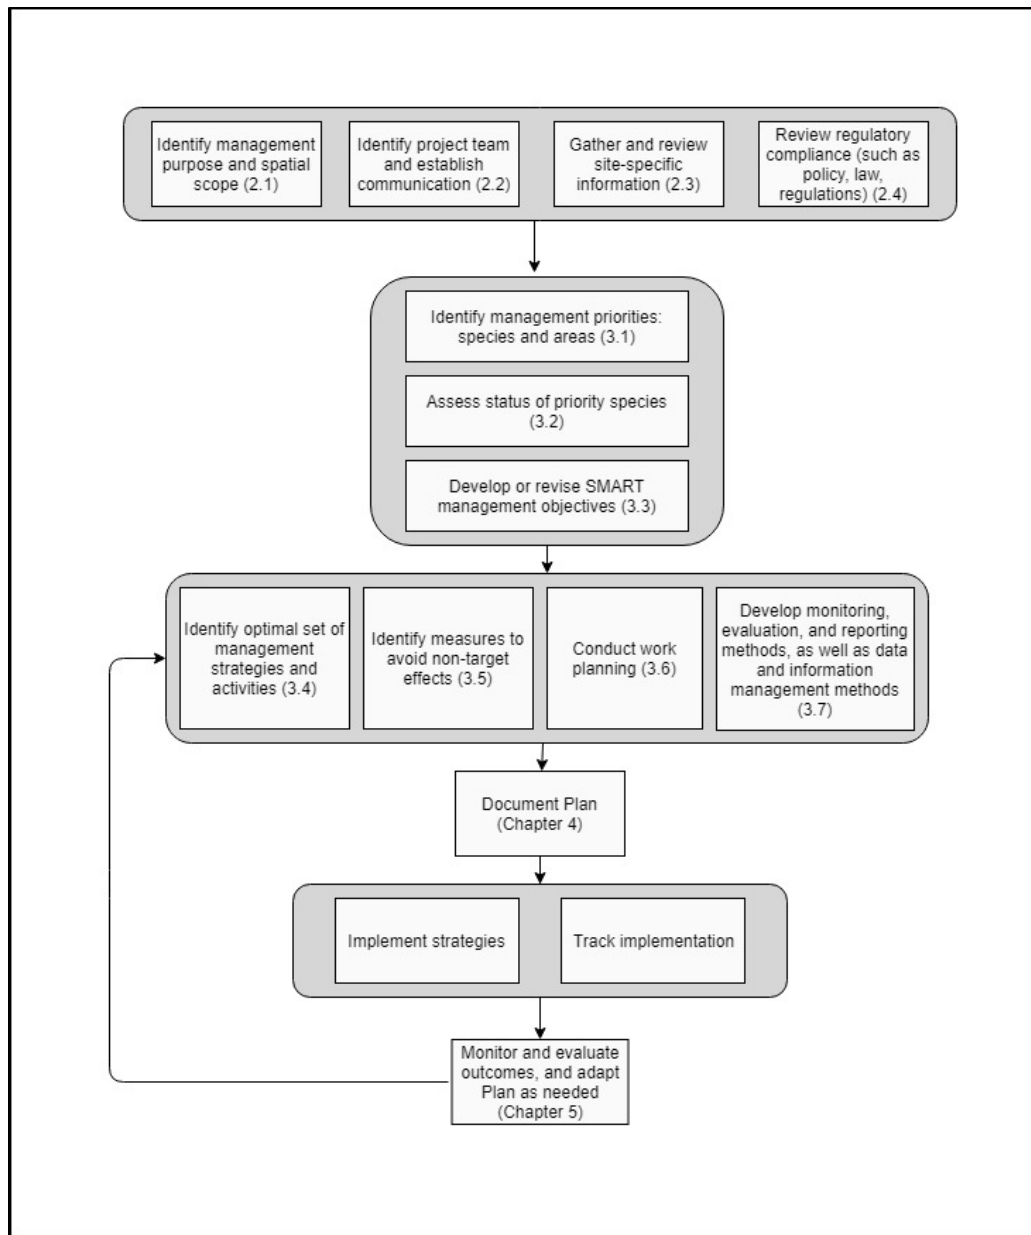 Identify management
purpose and spatial
scope (2.1)
Identify project team
and establish
communication (2.2)
Gather and review
site-specific
information (2.3)
Review regulatory
compliance (such as
policy, law,
regulations) (2.4)
Identify management priorities:
species and areas (3.1)
Assess status of priority species
(3.2)
Develop or revise SMART
management objectives (3.3)
Identify optimal set of
management
strategies and
activities (3.4)
Identify measures to
avoid non-target
effects (3.5)
Conduct work
planning (3.6)
Develop monitoring,
evaluation, and reporting
methods, as well as data
and information
management methods
(3.7)
Document Plan
(Chapter 4)
Implement strategies
Track implementation
Monitor and evaluate
outcomes, and adapt
Plan as needed
(Chapter 5)